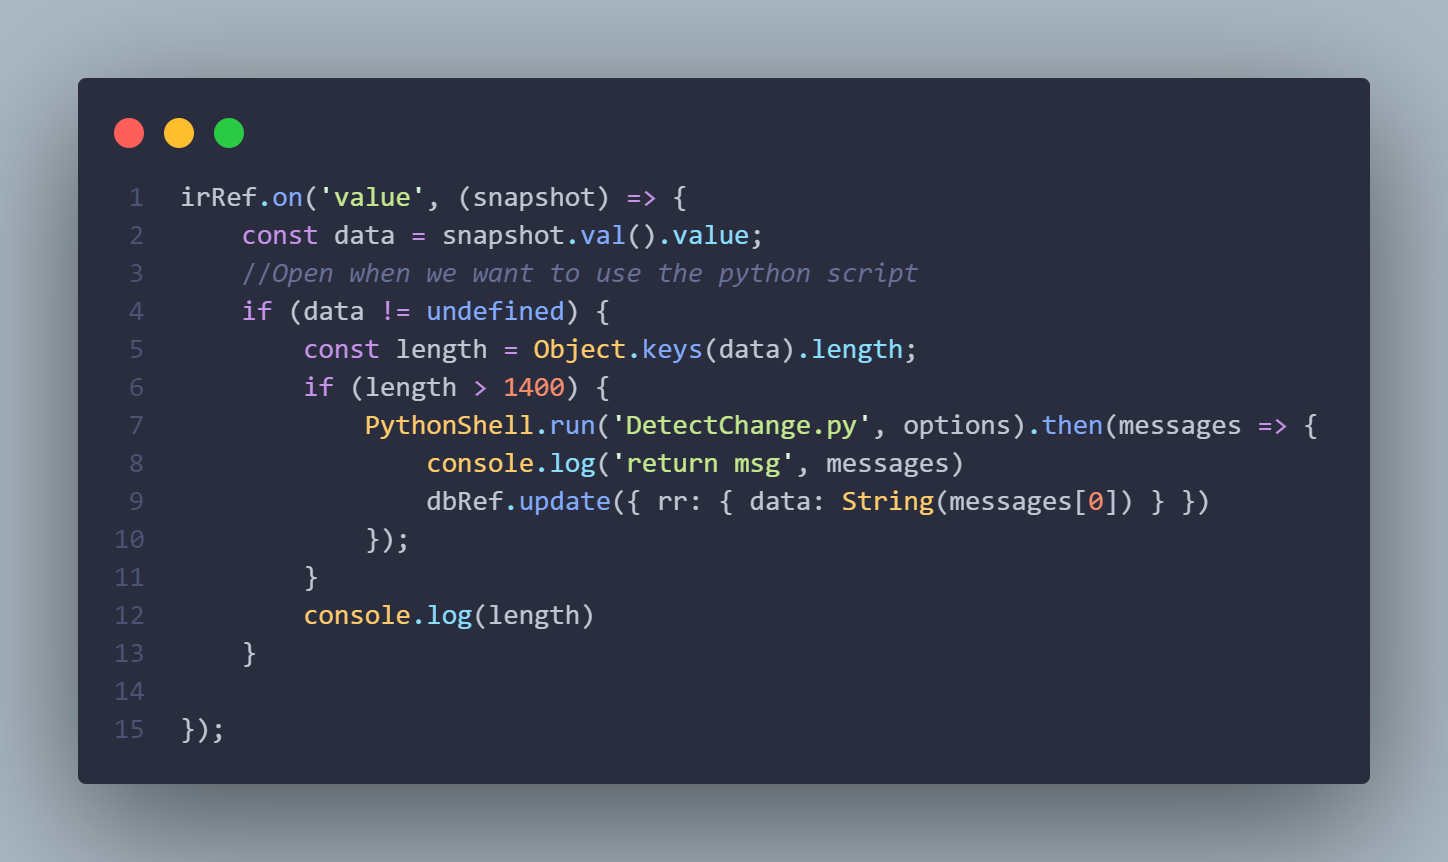 1 irRef.on('value', (snapshot) => {
2     const data = snapshot.val().value;
3     //Open when we want to use the python script
4     if (data != undefined) {
5         const length = Object.keys(data).length;
6         if (length > 1400) {
7             PythonShell.run('DetectChange.py', options).then(messages => {
8                 console.log('return msg', messages)
9                 dbRef.update({ rr: { data: String(messages[0]) } })
10             });
11         }
12         console.log(length)
13     }
14
15 });